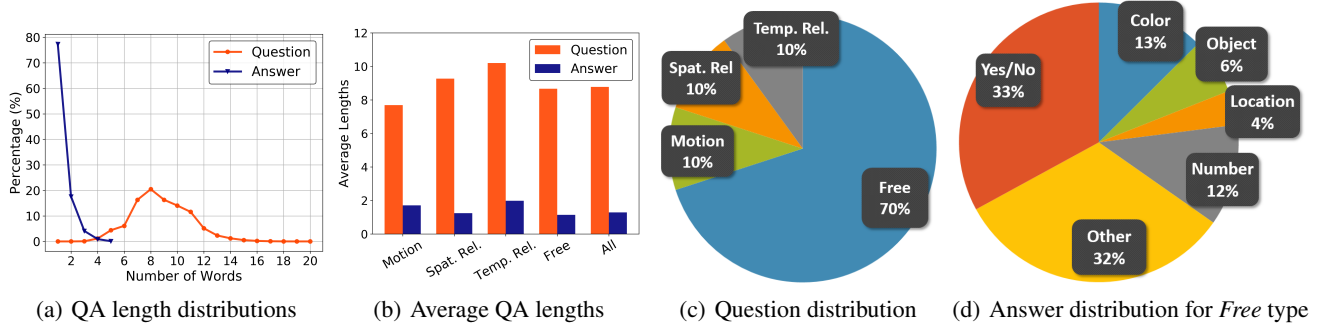 80
70
60
50
40
30
20
10
0
Percentage (%)
Question
Answer
2 4 6 8 10 12 14 16 18 20
Number of Words
(a) QA length distributions
12
10
8
6
4
2
0
Average Lengths
Question
Answer
Motion Spat. Rel. Temp. Rel. Free All
(b) Average QA lengths
Temp. Rel.
10%
Spat. Rel
10%
Motion
10%
Free
70%
(c) Question distribution
Color
13%
Object
6%
Yes/No
33%
Location
4%
Number
12%
Other
32%
(d) Answer distribution for Free type